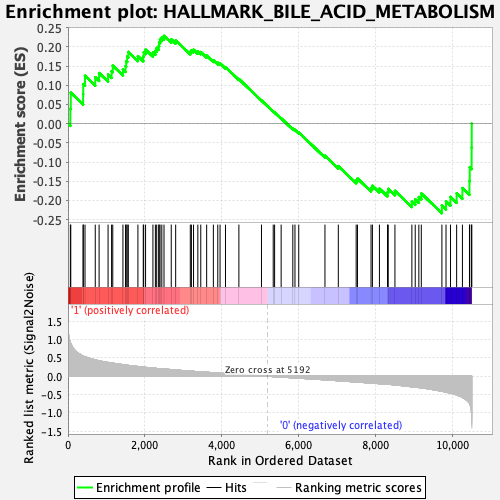 Enrichment plot: HALLMARK_BILE_ACID_METABOLISM
Enrichment score (ES)
0.25
0.20
0.15
0.10
0.05
0.00
-0.05
-0.10
-0.15
-0.20
-0.25
'1' (positively correlated)
Ranked list metric (Signal2Noise)
1.5
1.0
0.5
0.0
-0.5
-1.0
-1.5
Zero cross at 5192
'0' (negatively correlated)
0
2,000
4,000
6,000
8,000
10,000
Rank in Ordered Dataset
Enrichment profile
Hits
Ranking metric scores